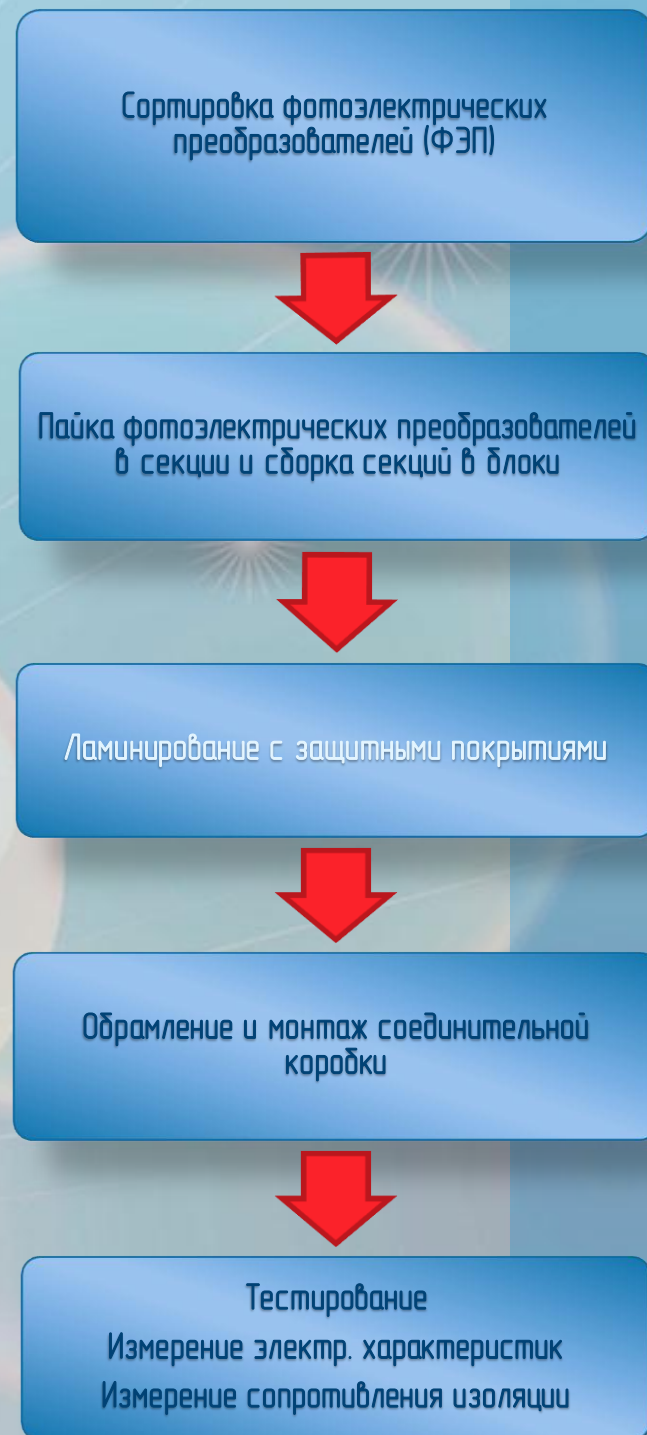 Сортировка фотоэлектрических
преобразователей (ФЭП)
Пайка фотоэлектрических преобразователей
в секции и сборка секций в блоки
Ламинирование с защитными покрытиями
Обрамление и монтаж соединительной
коробки
Тестирование
Измерение электр. характеристик
Измерение сопротивления изоляции